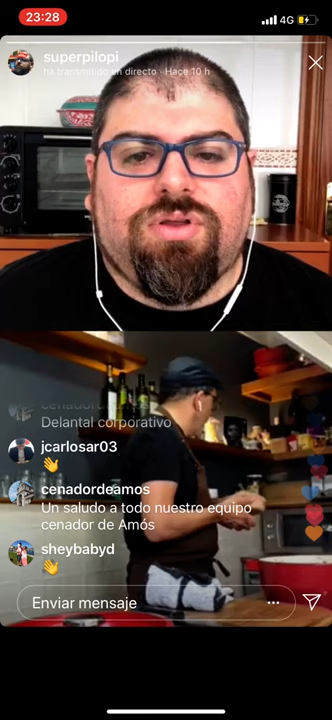 23:28
4G
superpilopi
ha transmitido en directo · Hace 10 h
cenadordeamos
Delantal corporativo
jcarlosar03
👋
cenadordeamos
Un saludo a todo nuestro equipo
cenador de Amós
sheybabyd
👋
Enviar mensaje